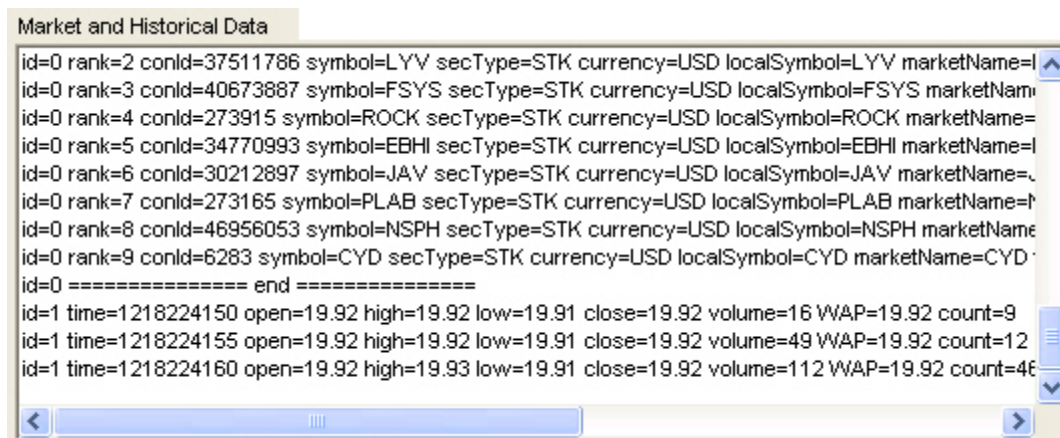 Market and Historical Data
id=0 rank=2 conId=37511786 symbol=LYV secType=STK currency=USD localSymbol=LYV marketName=
id=0 rank=3 conId=40673887 symbol=FSYS secType=STK currency=USD localSymbol=FSYS marketNam
id=0 rank=4 conId=273915 symbol=ROCK secType=STK currency=USD localSymbol=ROCK marketName=
id=0 rank=5 conId=34770993 symbol=EBHI secType=STK currency=USD localSymbol=EBHI marketName=
id=0 rank=6 conId=30212897 symbol=JAV secType=STK currency=USD localSymbol=JAV marketName=
id=0 rank=7 conId=273165 symbol=PLAB secType=STK currency=USD localSymbol=PLAB marketName=
id=0 rank=8 conId=46956053 symbol=NSPH secType=STK currency=USD localSymbol=NSPH marketName
id=0 rank=9 conId=6283 symbol=CYD secType=STK currency=USD localSymbol=CYD marketName=CYD
id=0 =============== end ===============
id=1 time=1218224150 open=19.92 high=19.92 low=19.91 close=19.92 volume=16 WAP=19.92 count=9
id=1 time=1218224155 open=19.92 high=19.92 low=19.91 close=19.92 volume=49 WAP=19.92 count=12
id=1 time=1218224160 open=19.92 high=19.93 low=19.91 close=19.92 volume=112 WAP=19.92 count=46